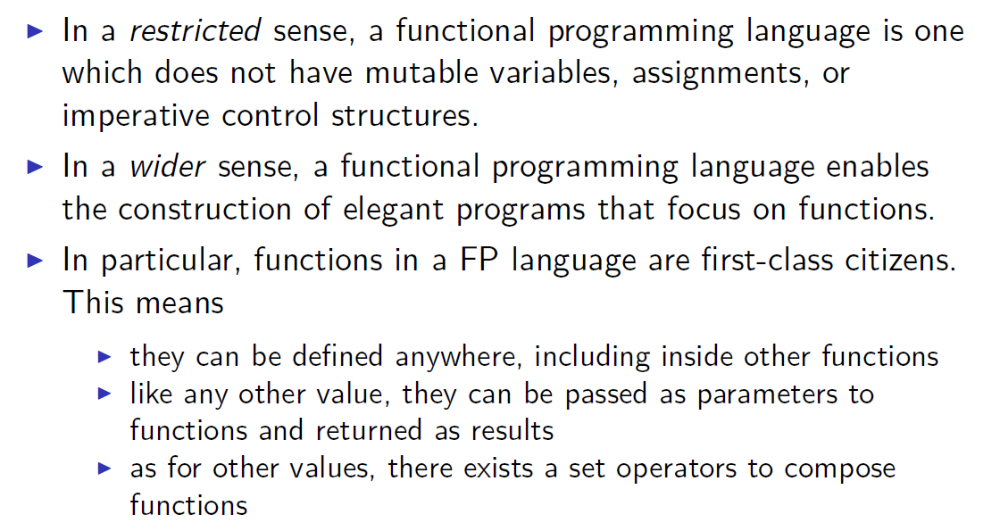 In a restricted sense, a functional programming language is one
which does not have mutable variables, assignments, or
imperative control structures.
In a wider sense, a functional programming language enables
the construction of elegant programs that focus on functions.
In particular, functions in a FP language are first-class citizens.
This means
they can be defined anywhere, including inside other functions
like any other value, they can be passed as parameters to
functions and returned as results
as for other values, there exists a set operators to compose
functions